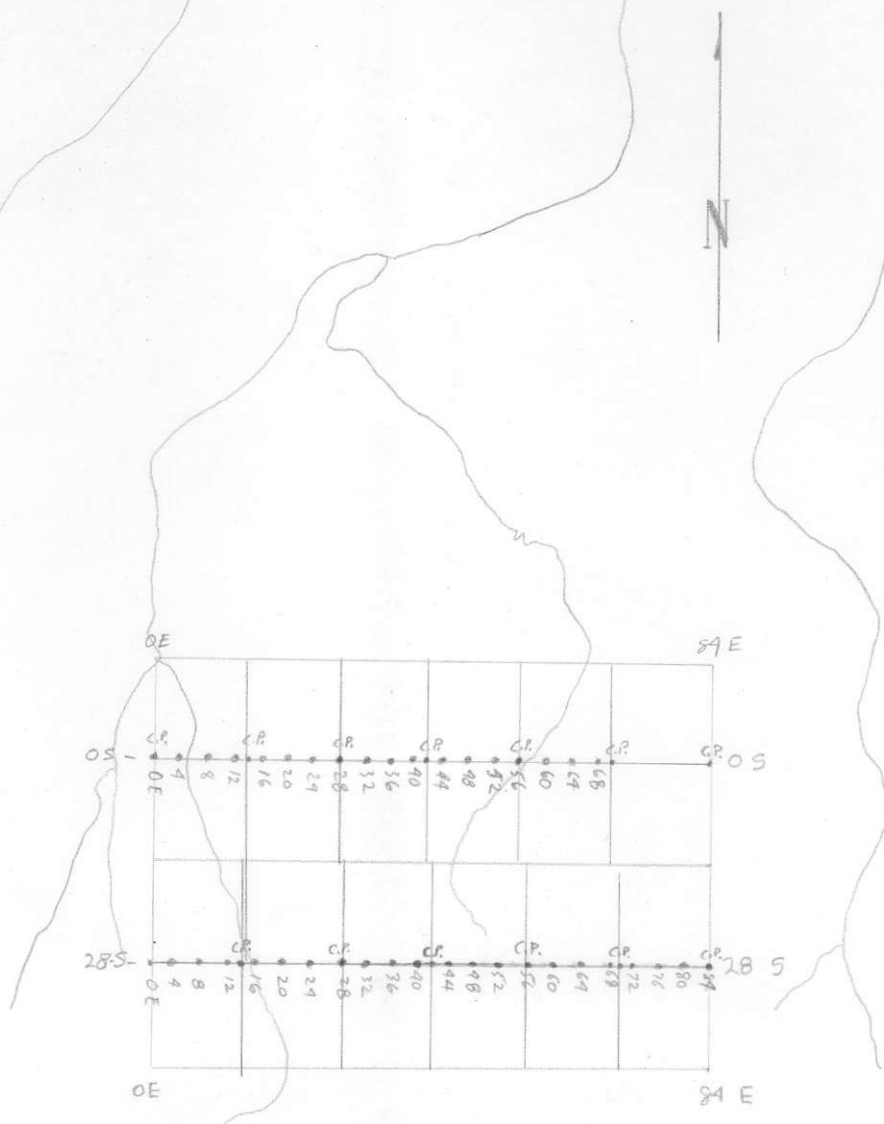 N
0E 84 E
C.P. C.P. C.P. C.P. C.P. C.P. C.P.
0S - 0 S
0E 4 8 12 16 20 24 28 32 36 40 44 48 52 56 60 64 68
C.P. C.P. C.P. C.P. C.P. C.P.
28-S- 28 S
0E 4 8 12 16 20 24 28 32 36 40 44 48 52 56 60 64 68 72 76 80 84
0E 84 E